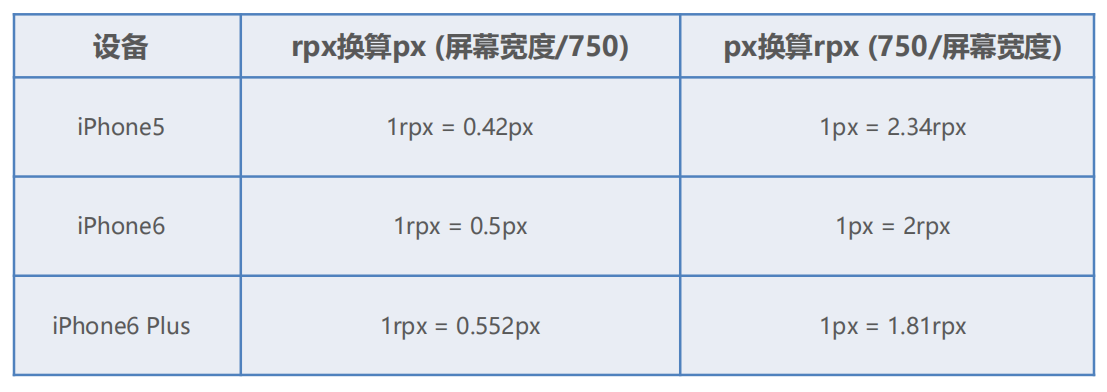 设备 rpx换算px (屏幕宽度/750) px换算rpx (750/屏幕宽度)
iPhone5 1rpx = 0.42px 1px = 2.34rpx
iPhone6 1rpx = 0.5px 1px = 2rpx
iPhone6 Plus 1rpx = 0.552px 1px = 1.81rpx